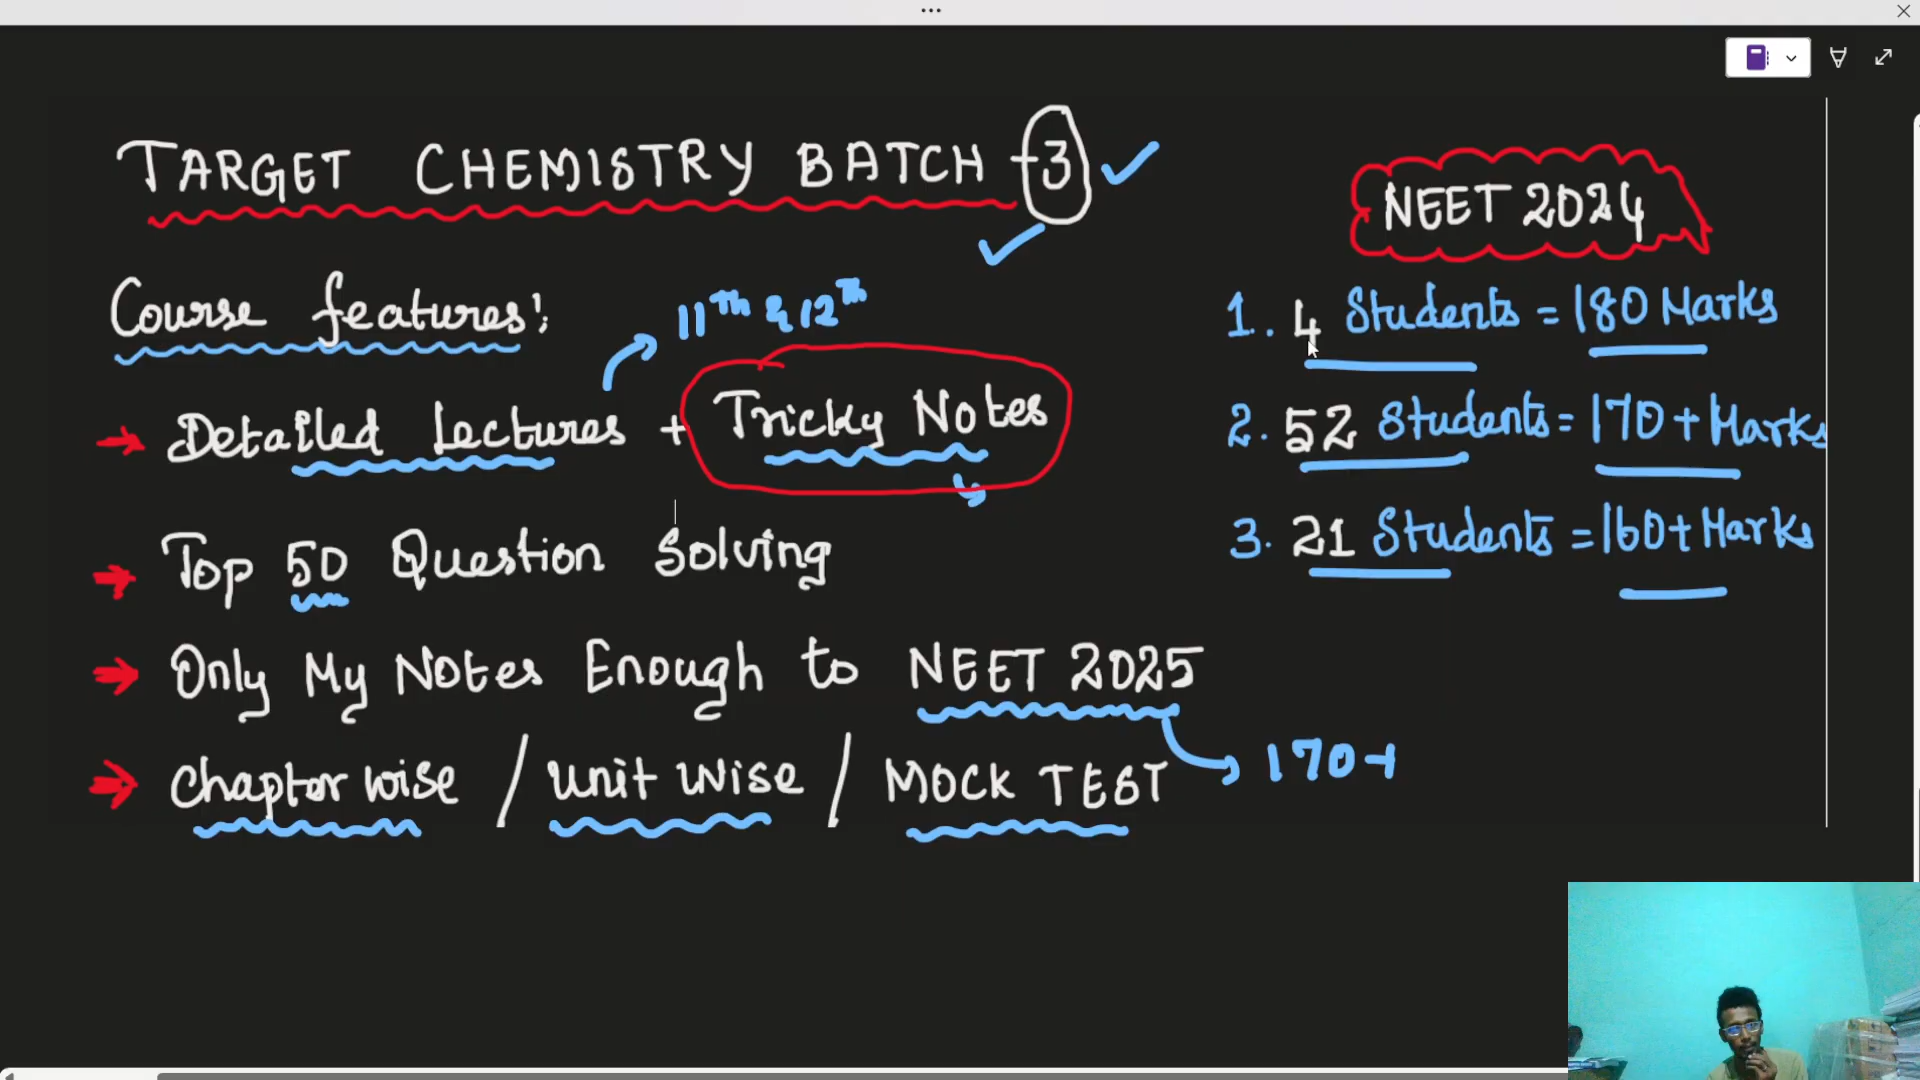 TARGET CHEMISTRY BATCH -3
Course features:
11th & 12th
Detailed Lectures + Tricky Notes
Top 50 Question Solving
Only My Notes Enough to NEET 2025
170+
Chapter wise / Unit Wise / MOCK TEST
NEET 2024
1. 4 Students = 180 Marks
2. 52 Students = 170 + Marks
3. 21 Students = 160+ Marks